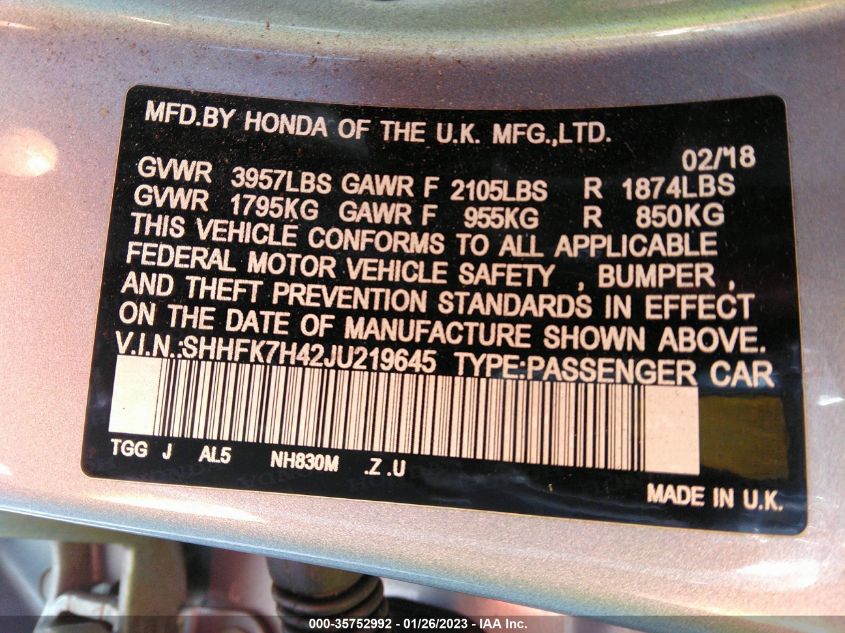 MFD.BY HONDA OF THE U.K. MFG.,LTD.
02/18
GVWR 3957LBS GAWR F 2105LBS R 1874LBS
GVWR 1795KG GAWR F 955KG R 850KG
THIS VEHICLE CONFORMS TO ALL APPLICABLE
FEDERAL MOTOR VEHICLE SAFETY , BUMPER ,
AND THEFT PREVENTION STANDARDS IN EFFECT
ON THE DATE OF MANUFACTURE SHOWN ABOVE.
V.I.N.:SHHFK7H42JU219645 TYPE:PASSENGER CAR
TGG J AL5 NH830M .Z .U
MADE IN U.K.
000-35752992 - 01/26/2023 - IAA Inc.